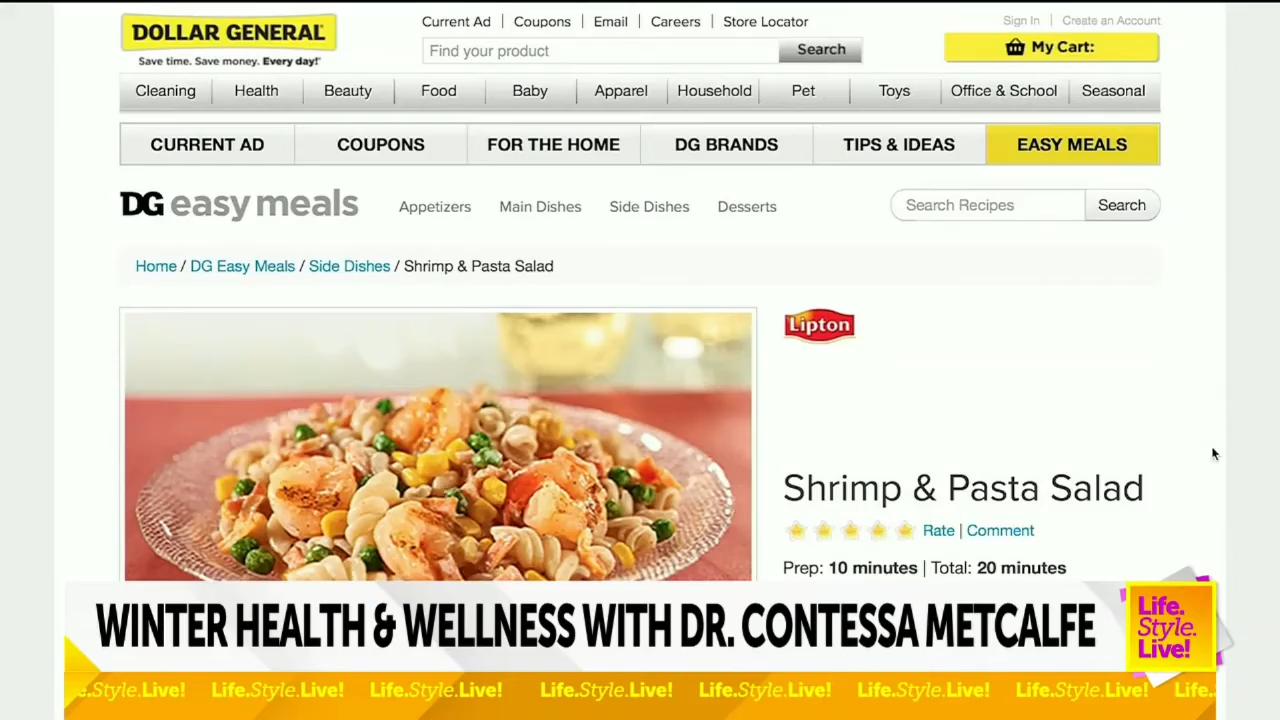 DOLLAR GENERAL
Save time. Save money. Every day!
Current Ad | Coupons | Email | Careers | Store Locator
Sign In | Create an Account
Find your product
Search
My Cart:
Cleaning Health Beauty Food Baby Apparel Household Pet Toys Office & School Seasonal
CURRENT AD COUPONS FOR THE HOME DG BRANDS TIPS & IDEAS EASY MEALS
DG easy meals
Appetizers Main Dishes Side Dishes Desserts
Search Recipes
Search
Home / DG Easy Meals / Side Dishes / Shrimp & Pasta Salad
Lipton
Shrimp & Pasta Salad
Rate | Comment
Prep: 10 minutes | Total: 20 minutes
WINTER HEALTH & WELLNESS WITH DR. CONTESSA METCALFE
Life.
Style.
Live!
e.Style.Live! Life.Style.Live! Life.Style.Live! Life.Style.Live! Life.Style.Live! Life.Style.Live! Life.Style.Live! Life.